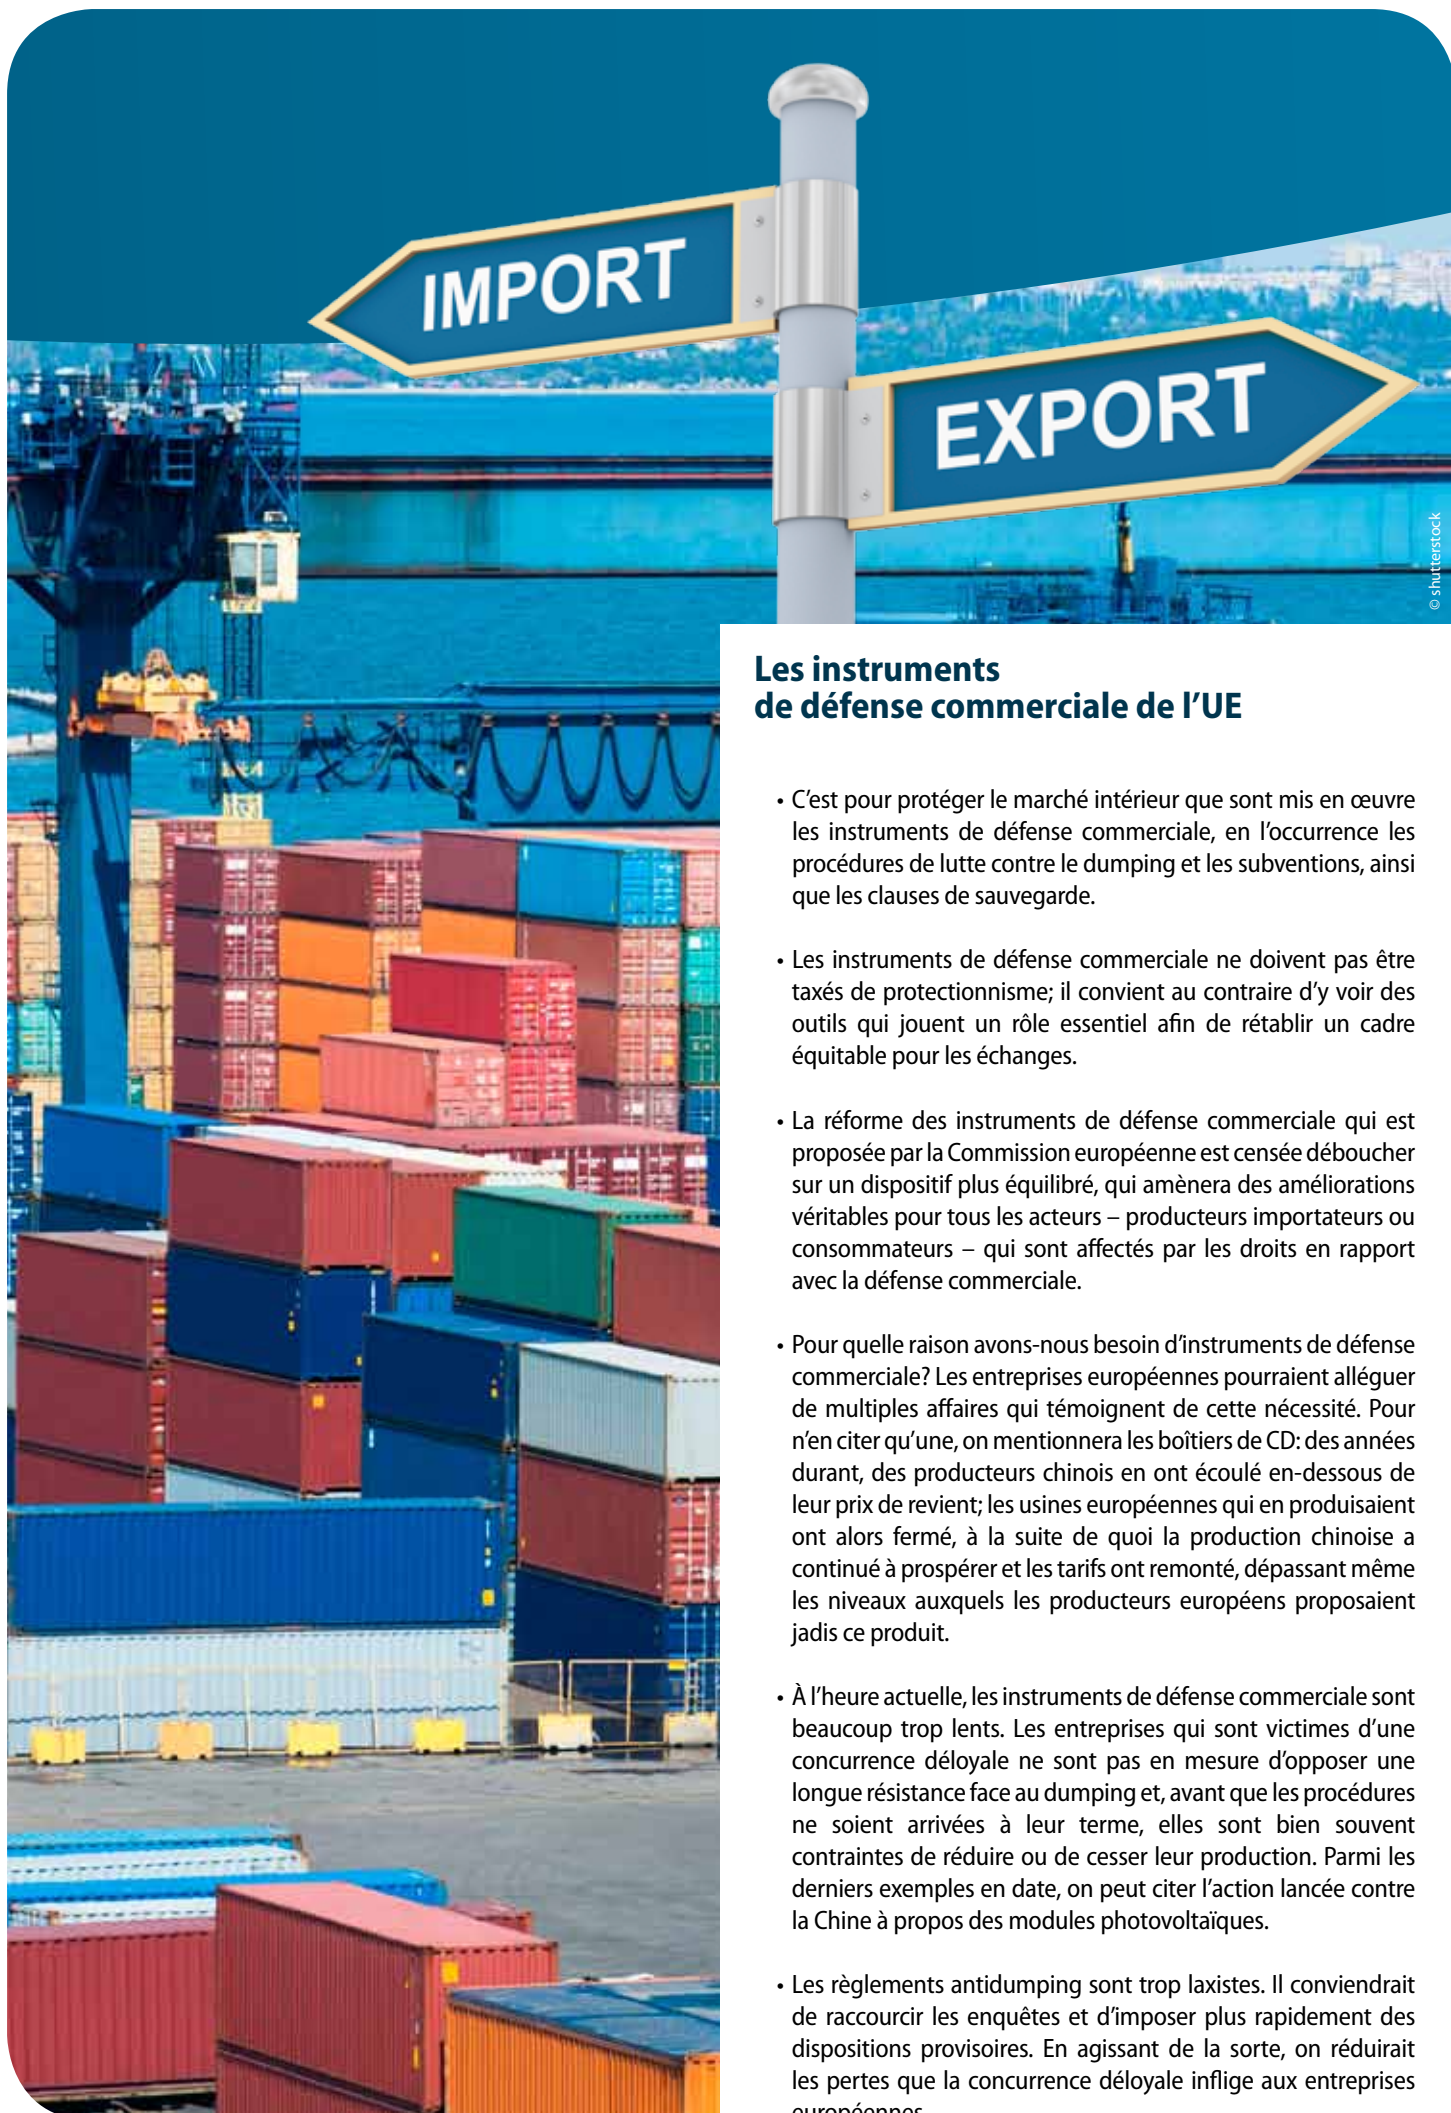 IMPORT
EXPORT
© shutterstock
Les instruments
de défense commerciale de l’UE
• C’est pour protéger le marché intérieur que sont mis en œuvre
les instruments de défense commerciale, en l’occurrence les
procédures de lutte contre le dumping et les subventions, ainsi
que les clauses de sauvegarde.
• Les instruments de défense commerciale ne doivent pas être
taxés de protectionnisme; il convient au contraire d’y voir des
outils qui jouent un rôle essentiel afin de rétablir un cadre
équitable pour les échanges.
• La réforme des instruments de défense commerciale qui est
proposée par la Commission européenne est censée déboucher
sur un dispositif plus équilibré, qui amènera des améliorations
véritables pour tous les acteurs – producteurs importateurs ou
consommateurs – qui sont affectés par les droits en rapport
avec la défense commerciale.
• Pour quelle raison avons-nous besoin d’instruments de défense
commerciale? Les entreprises européennes pourraient alléguer
de multiples affaires qui témoignent de cette nécessité. Pour
n’en citer qu’une, on mentionnera les boîtiers de CD: des années
durant, des producteurs chinois en ont écoulé en-dessous de
leur prix de revient; les usines européennes qui en produisaient
ont alors fermé, à la suite de quoi la production chinoise a
continué à prospérer et les tarifs ont remonté, dépassant même
les niveaux auxquels les producteurs européens proposaient
jadis ce produit.
• À l’heure actuelle, les instruments de défense commerciale sont
beaucoup trop lents. Les entreprises qui sont victimes d’une
concurrence déloyale ne sont pas en mesure d’opposer une
longue résistance face au dumping et, avant que les procédures
ne soient arrivées à leur terme, elles sont bien souvent
contraintes de réduire ou de cesser leur production. Parmi les
derniers exemples en date, on peut citer l’action lancée contre
la Chine à propos des modules photovoltaïques.
• Les règlements antidumping sont trop laxistes. Il conviendrait
de raccourcir les enquêtes et d’imposer plus rapidement des
dispositions provisoires. En agissant de la sorte, on réduirait
les pertes que la concurrence déloyale inflige aux entreprises
européennes.